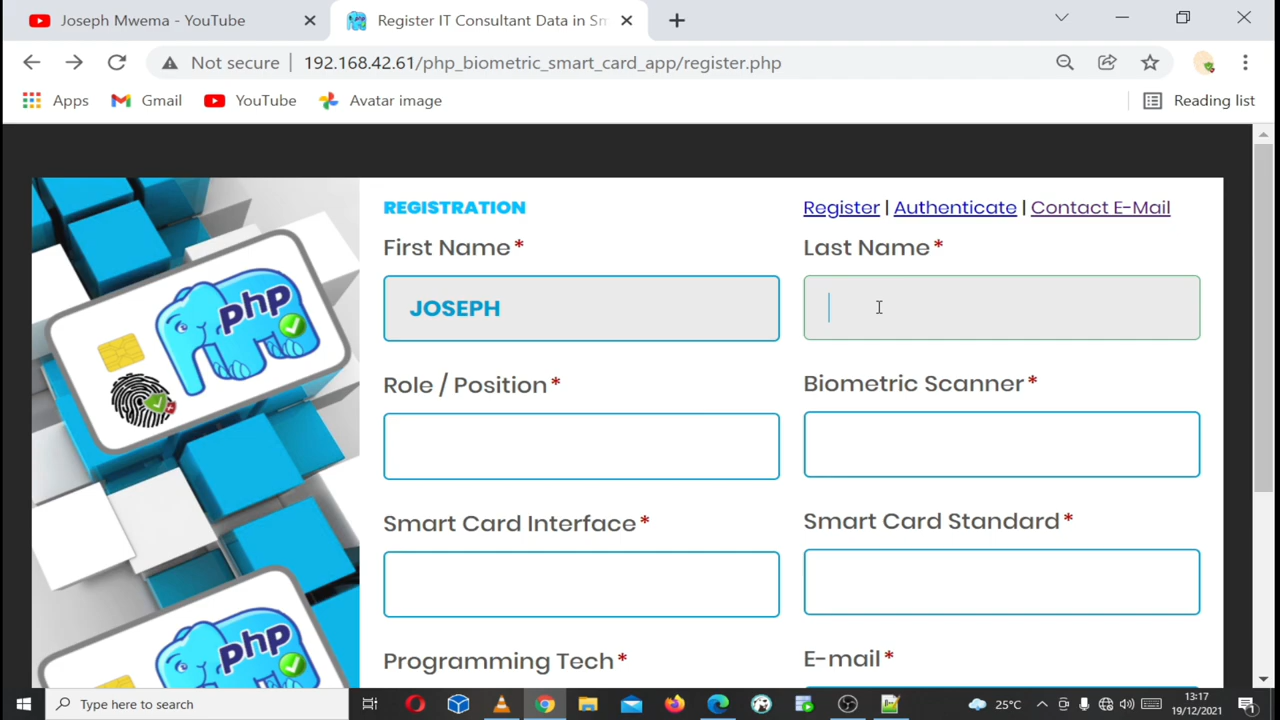 Joseph Mwema - YouTube
Register IT Consultant Data in Sm
Not secure
192.168.42.61/php_biometric_smart_card_app/register.php
Apps
Gmail
YouTube
Avatar image
Reading list
REGISTRATION
Register | Authenticate | Contact E-Mail
First Name*
Last Name*
JOSEPH
Role / Position*
Biometric Scanner*
Smart Card Interface*
Smart Card Standard*
Programming Tech*
E-mail*
php
php
Type here to search
25°C
13:17
19/12/2021
1